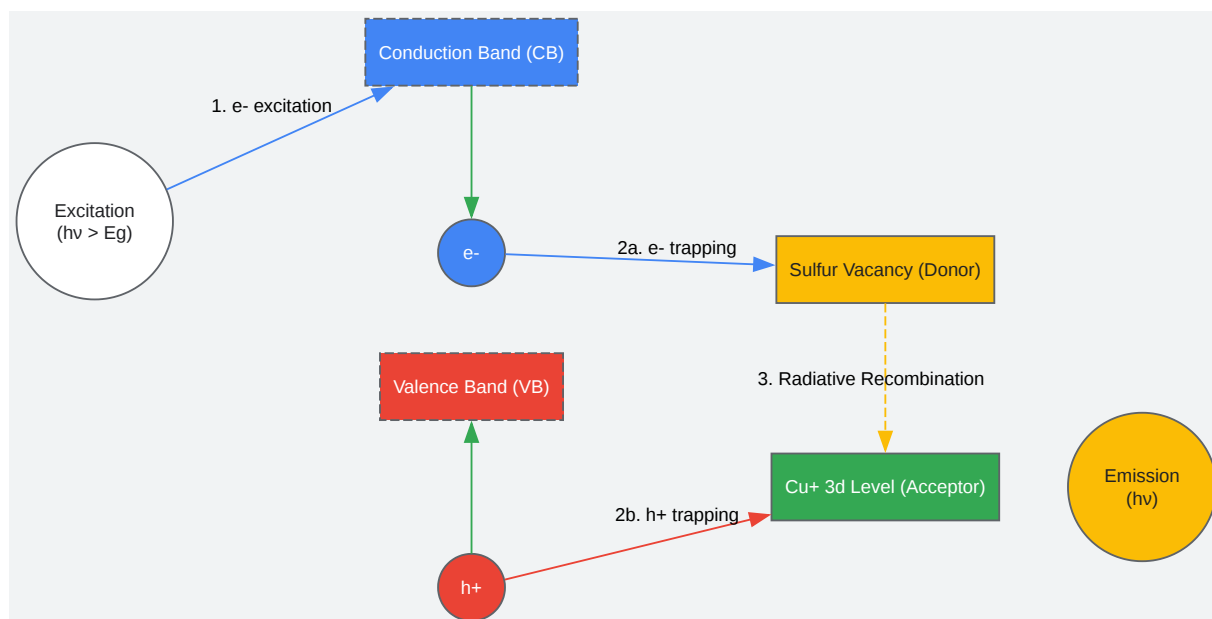 Conduction Band (CB)
1. e- excitation
Excitation
(hν > Eg)
e-
2a. e- trapping
Sulfur Vacancy (Donor)
Valence Band (VB)
3. Radiative Recombination
Cu+ 3d Level (Acceptor)
Emission
(hν)
2b. h+ trapping
h+